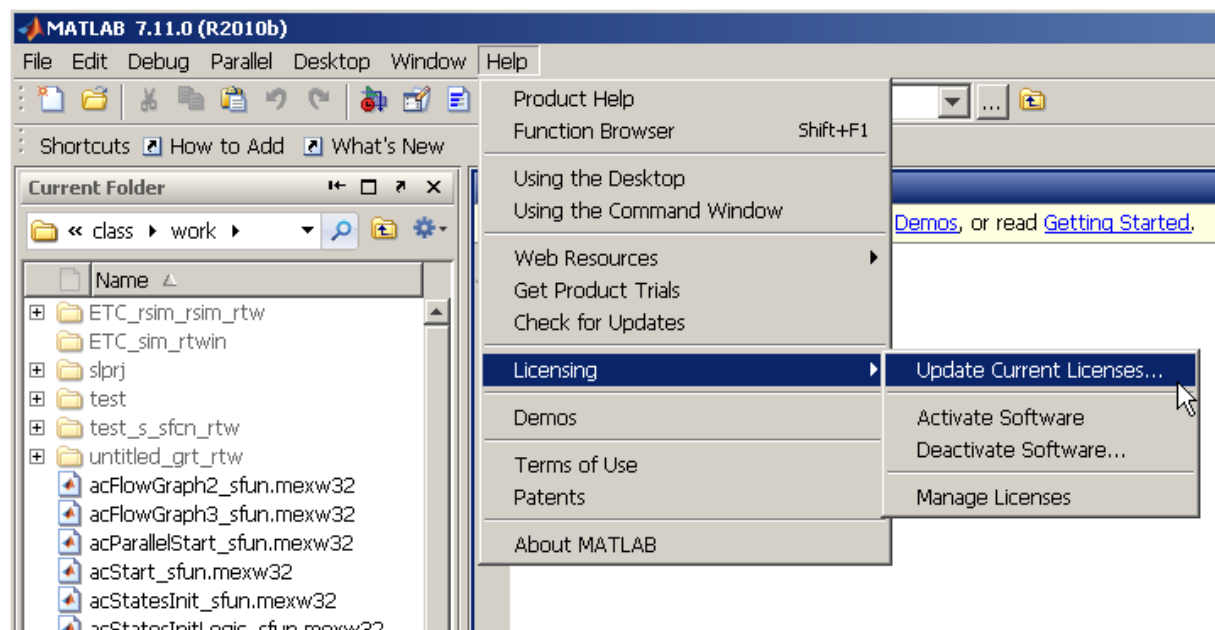 MATLAB 7.11.0 (R2010b)
File Edit Debug Parallel Desktop Window Help
Shortcuts How to Add What's New
Current Folder
« class work
Name
ETC_rsim_rsim_rtw
ETC_sim_rtwin
slprj
test
test_s_sfcn_rtw
untitled_grt_rtw
acFlowGraph2_sfun.mexw32
acFlowGraph3_sfun.mexw32
acParallelStart_sfun.mexw32
acStart_sfun.mexw32
acStatesInit_sfun.mexw32
acStatesInitLogic_sfun.mexw32
Product Help
Function Browser Shift+F1
Using the Desktop
Using the Command Window
Web Resources
Get Product Trials
Check for Updates
Licensing
Demos
Terms of Use
Patents
About MATLAB
Update Current Licenses...
Activate Software
Deactivate Software...
Manage Licenses
...
Demos, or read Getting Started.